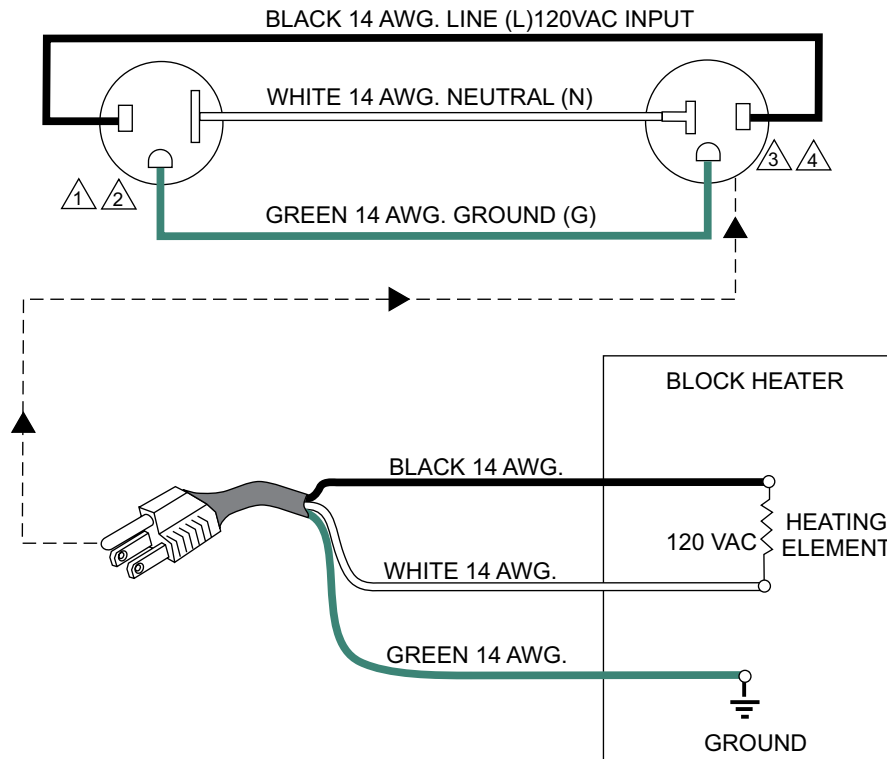 BLACK 14 AWG. LINE (L)120VAC INPUT
WHITE 14 AWG. NEUTRAL (N)
1 2
3 4
GREEN 14 AWG. GROUND (G)
BLOCK HEATER
BLACK 14 AWG.
120 VAC
HEATING
ELEMENT
WHITE 14 AWG.
GREEN 14 AWG.
GROUND